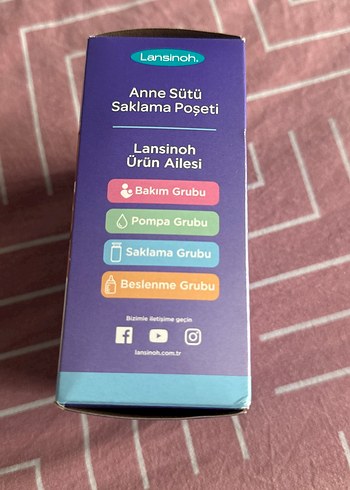 Lansinoh.
Anne Sütü
Saklama Poşeti
Lansinoh
Ürün Ailesi
Bakım Grubu
Pompa Grubu
Saklama Grubu
Beslenme Grubu
Bizimle iletişime geçin
lansinoh.com.tr